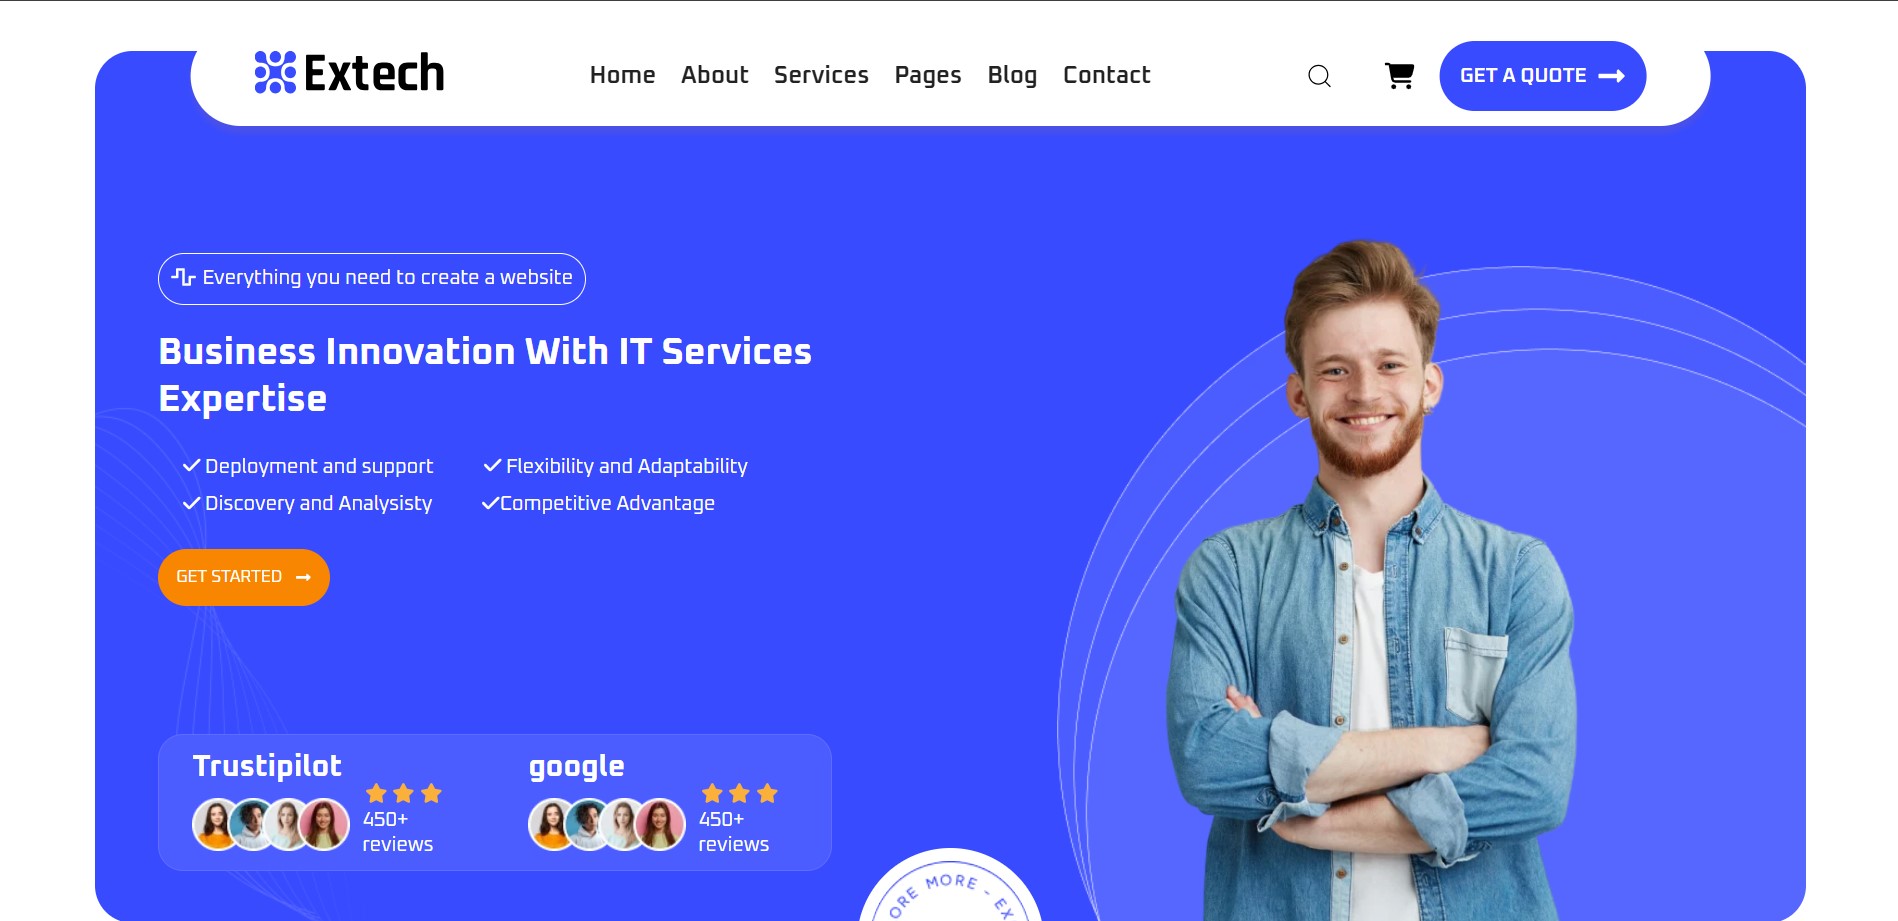 Extech
Home About Services Pages Blog Contact
GET A QUOTE
Everything you need to create a website
Business Innovation With IT Services
Expertise
Deployment and support
Flexibility and Adaptability
Discovery and Analysisty
Competitive Advantage
GET STARTED
Trustipilot
450+
reviews
google
450+
reviews
ORE MORE - EX